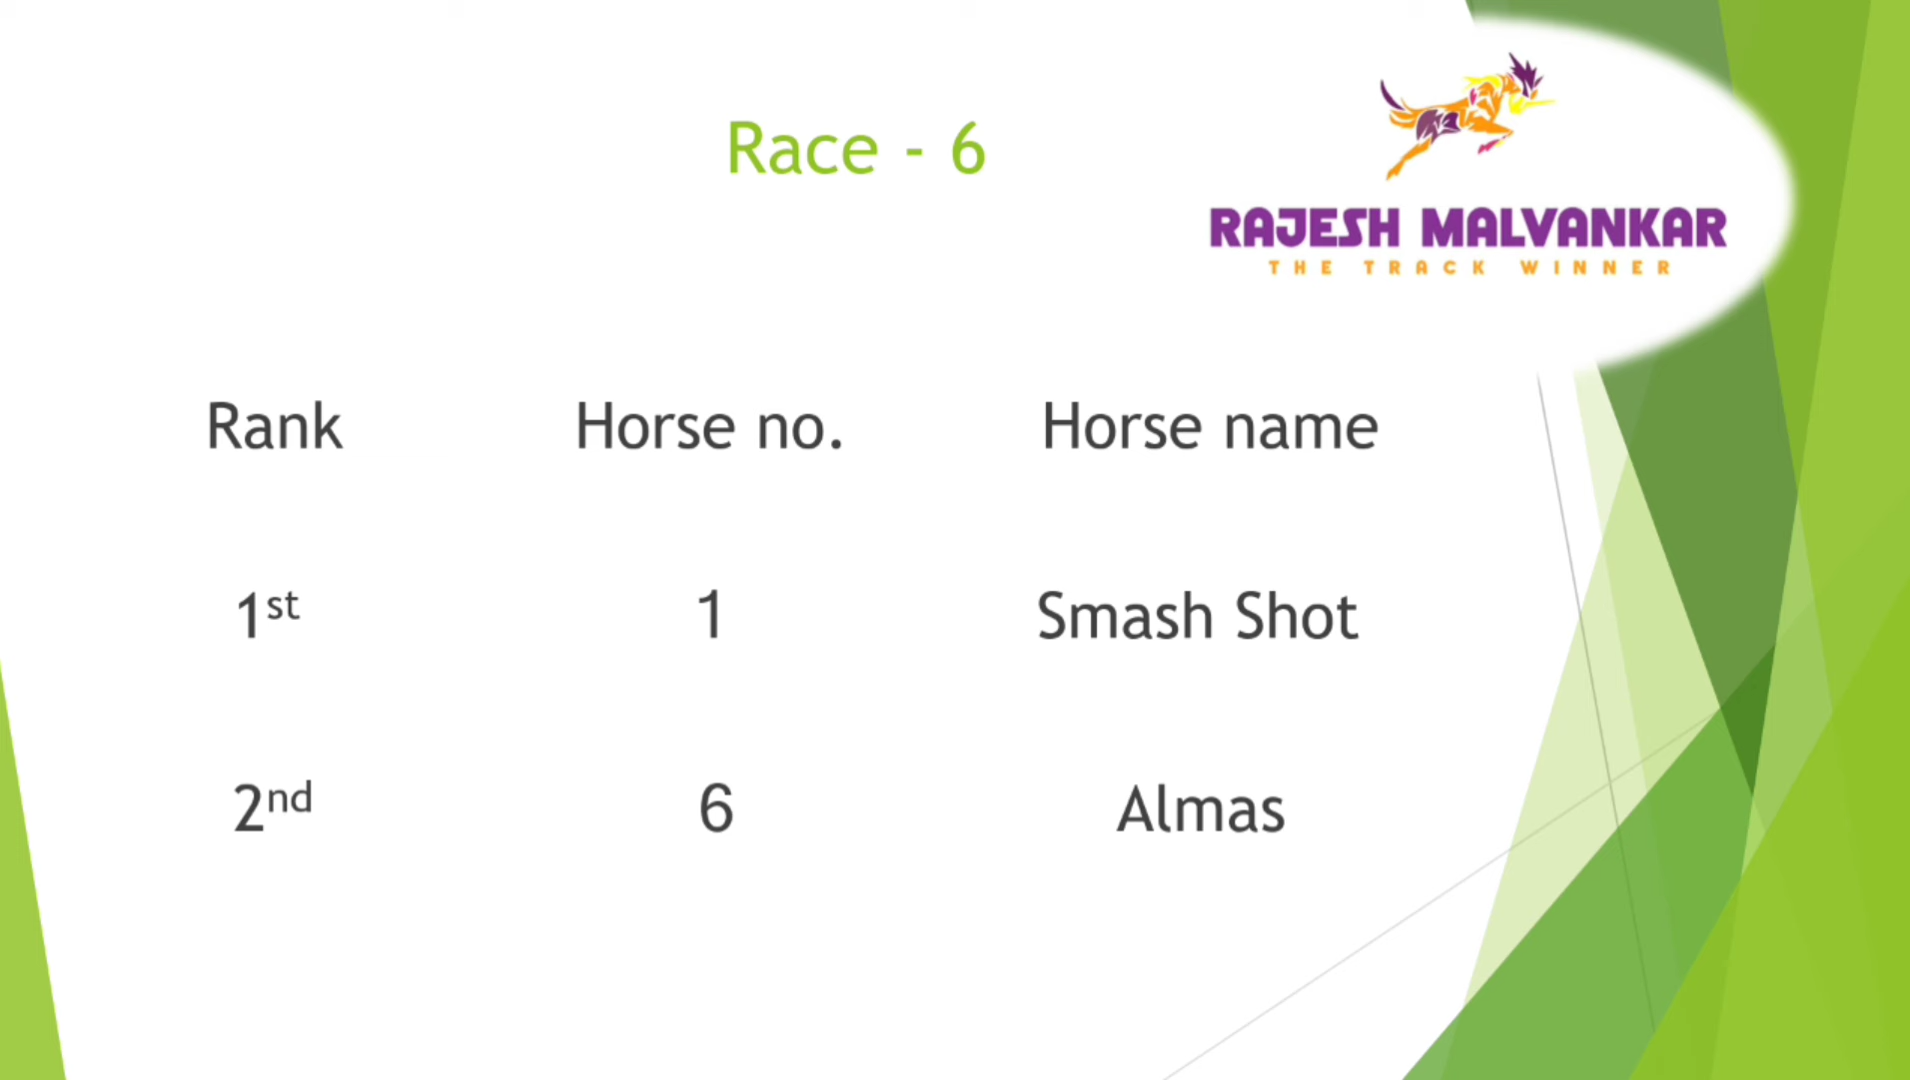 Race - 6
RAJESH MALVANKAR
THE TRACK WINNER
Rank Horse no. Horse name
1st 1 Smash Shot
2nd 6 Almas